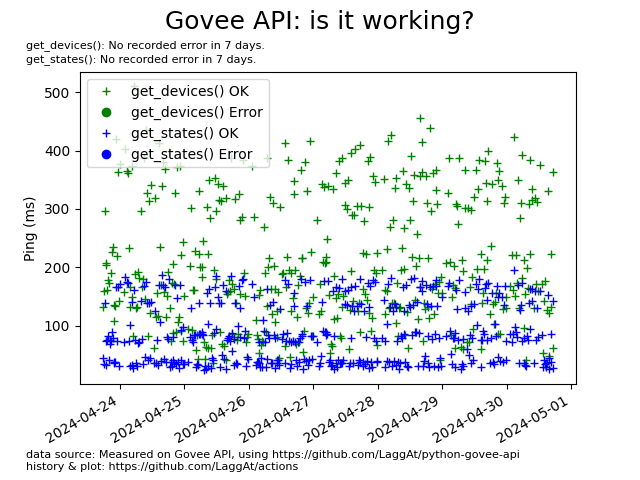 Govee API: is it working?
get_devices(): No recorded error in 7 days.
get_states(): No recorded error in 7 days.
get_devices() OK
get_devices() Error
get_states() OK
get_states() Error
Ping (ms)
500
400
300
200
100
2024-04-24
2024-04-25
2024-04-26
2024-04-27
2024-04-28
2024-04-29
2024-04-30
2024-05-01
data source: Measured on Govee API, using https://github.com/LaggAt/python-govee-api
history & plot: https://github.com/LaggAt/actions